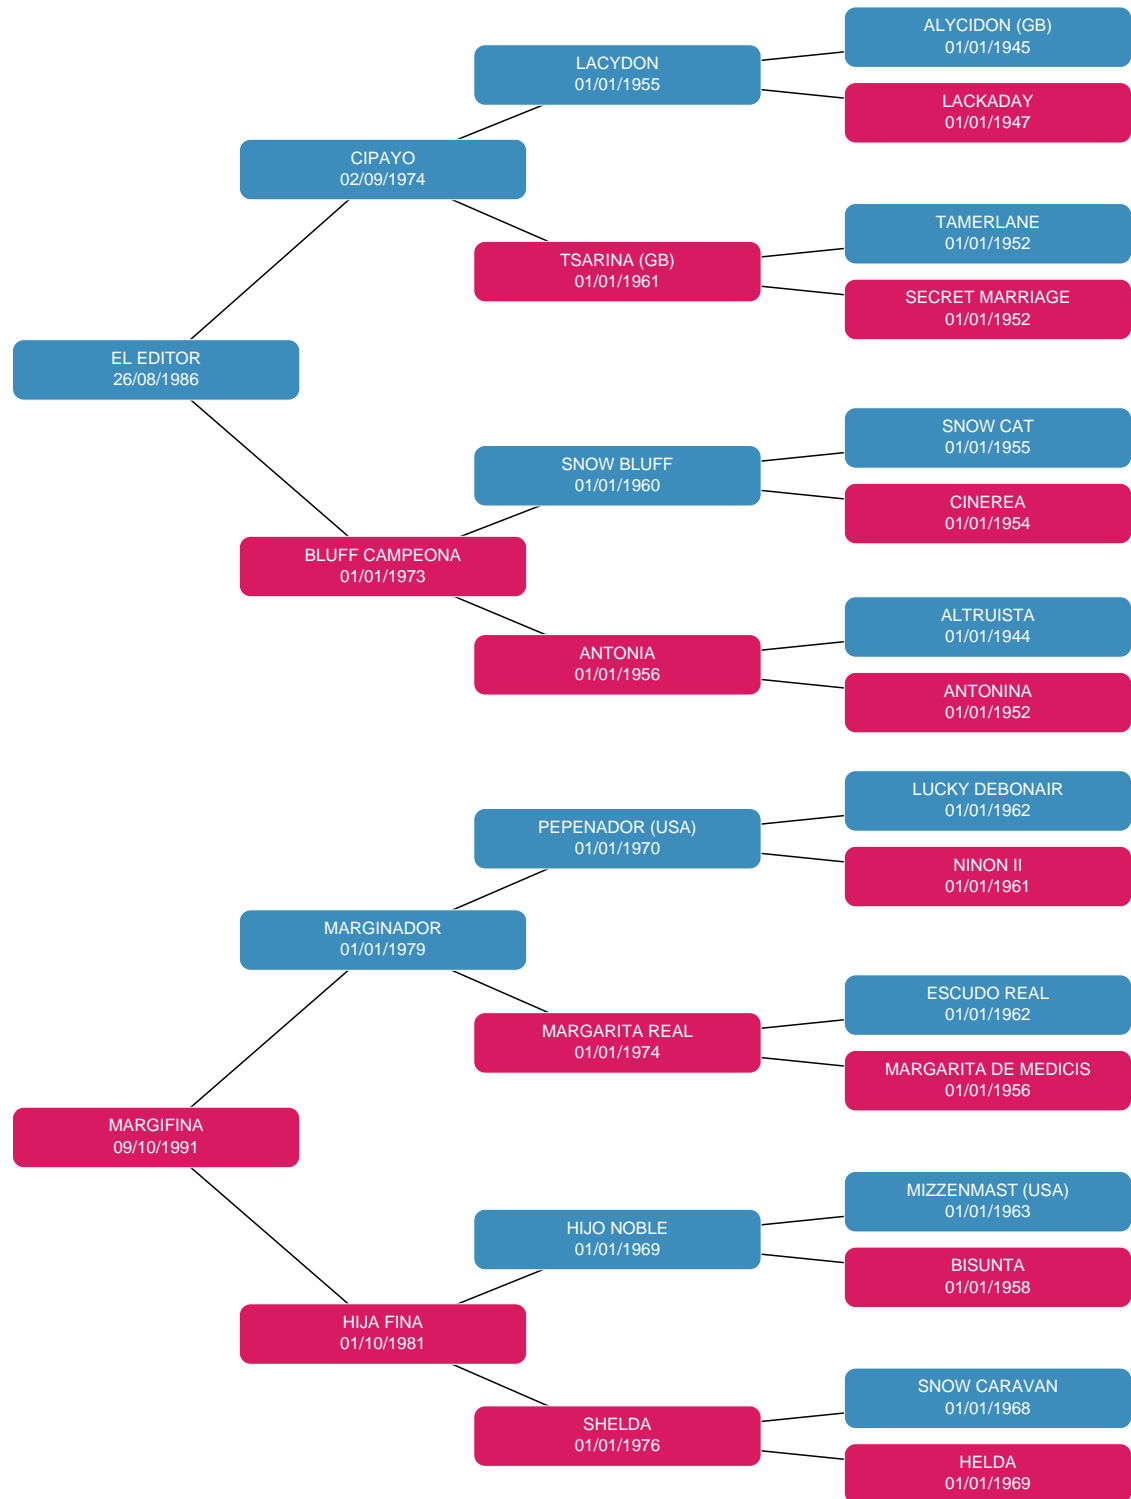 ALYCIDON (GB)
01/01/1945
LACYDON
01/01/1955
LACKADAY
01/01/1947
CIPAYO
02/09/1974
TAMERLANE
01/01/1952
TSARINA (GB)
01/01/1961
SECRET MARRIAGE
01/01/1952
EL EDITOR
26/08/1986
SNOW CAT
01/01/1955
SNOW BLUFF
01/01/1960
CINEREA
01/01/1954
BLUFF CAMPEONA
01/01/1973
ALTRUISTA
01/01/1944
ANTONIA
01/01/1956
ANTONINA
01/01/1952
LUCKY DEBONAIR
01/01/1962
PEPENADOR (USA)
01/01/1970
NINON II
01/01/1961
MARGINADOR
01/01/1979
ESCUDO REAL
01/01/1962
MARGARITA REAL
01/01/1974
MARGARITA DE MEDICIS
01/01/1956
MARGIFINA
09/10/1991
MIZZENMAST (USA)
01/01/1963
HIJO NOBLE
01/01/1969
BISUNTA
01/01/1958
HIJA FINA
01/10/1981
SNOW CARAVAN
01/01/1968
SHELDA
01/01/1976
HELDA
01/01/1969